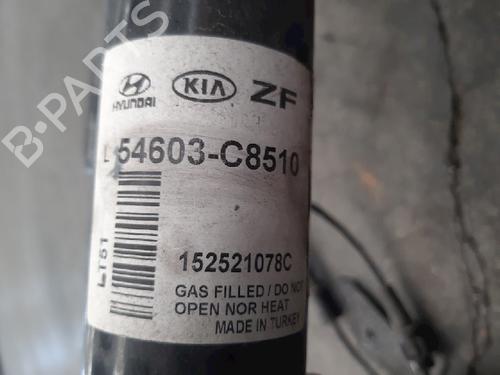 B-PARTS
HYUNDAI KIA ZF
L 54603-C8510
LT51
152521078C
GAS FILLED / DO NOT
OPEN NOR HEAT
MADE IN TURKEY